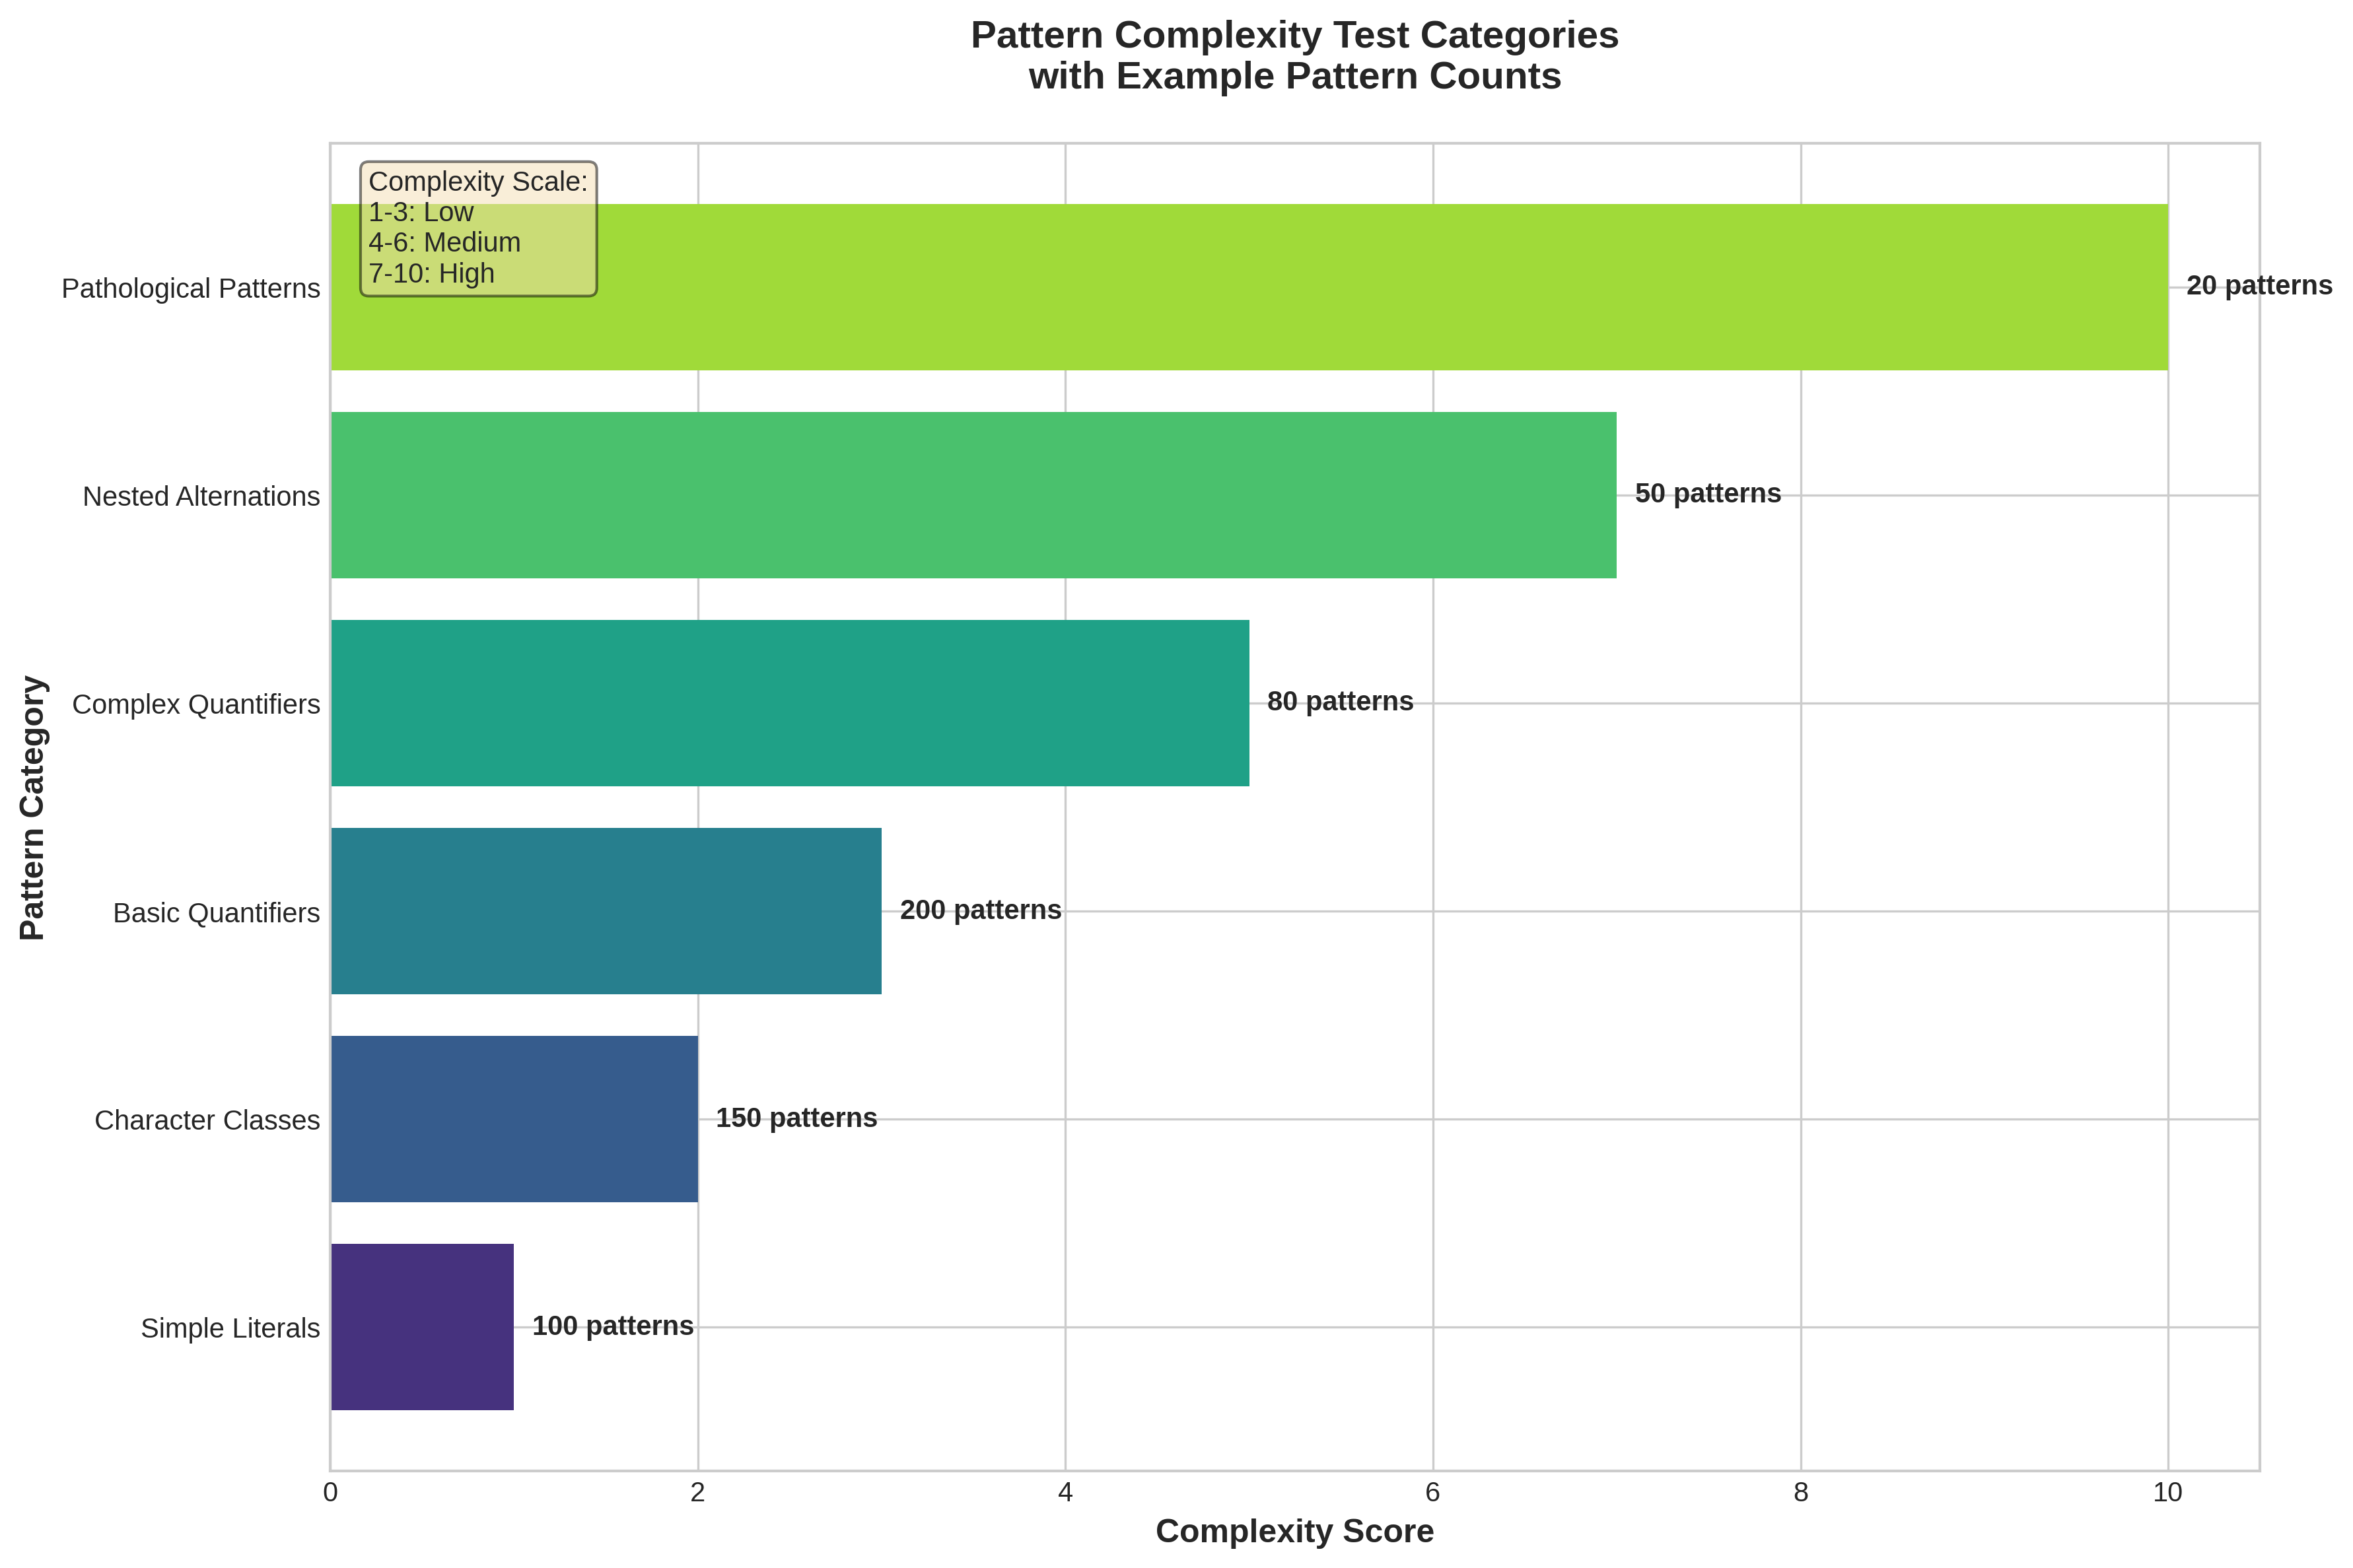 Pattern Complexity Test Categories
with Example Pattern Counts
Complexity Scale:
1-3: Low
4-6: Medium
7-10: High
Pathological Patterns
20 patterns
Nested Alternations
50 patterns
Complex Quantifiers
80 patterns
Basic Quantifiers
200 patterns
Character Classes
150 patterns
Simple Literals
100 patterns
Pattern Category
0 2 4 6 8 10
Complexity Score